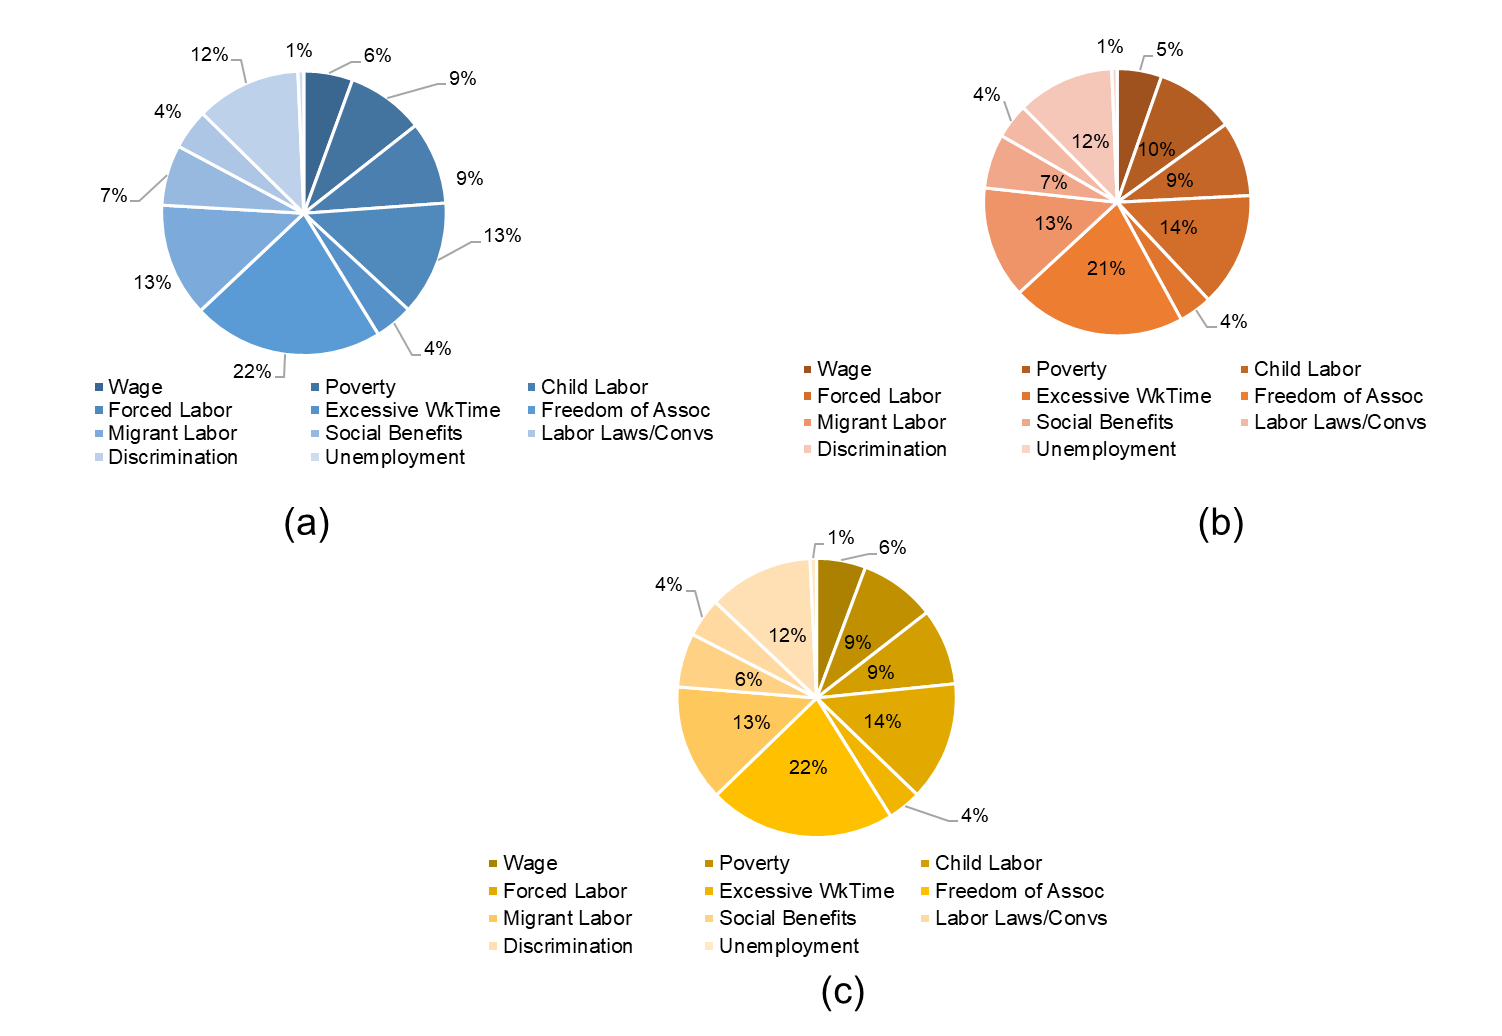 12% 1% 6%
9%
4%
9%
7%
13%
13%
4%
22%
Wage Poverty Child Labor
Forced Labor Excessive WkTime Freedom of Assoc
Migrant Labor Social Benefits Labor Laws/Convs
Discrimination Unemployment
(a)
1% 5%
4%
12% 10%
7% 9%
13% 14%
21%
4%
Wage Poverty Child Labor
Forced Labor Excessive WkTime Freedom of Assoc
Migrant Labor Social Benefits Labor Laws/Convs
Discrimination Unemployment
(b)
1% 6%
4%
12% 9%
6% 9%
13% 14%
22%
4%
Wage Poverty Child Labor
Forced Labor Excessive WkTime Freedom of Assoc
Migrant Labor Social Benefits Labor Laws/Convs
Discrimination Unemployment
(c)